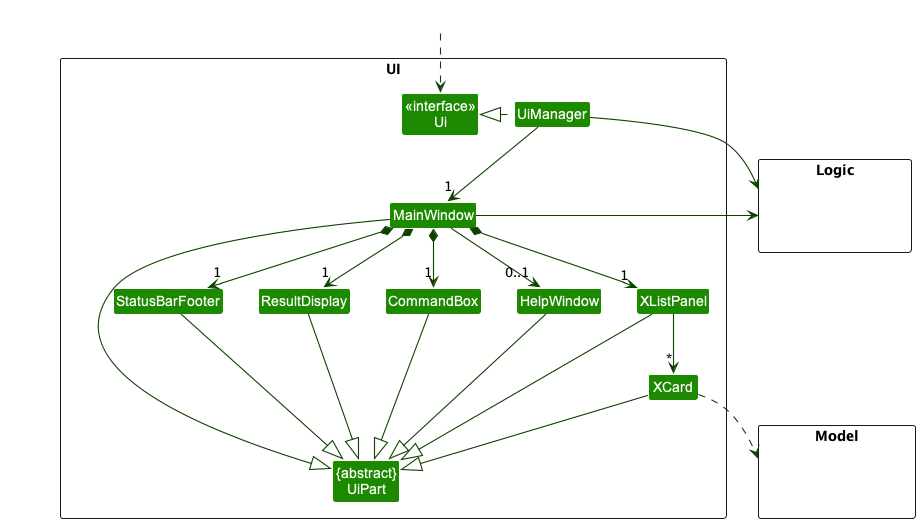 UI
«interface»
Ui
UiManager
Logic
1
MainWindow
1
1
1
0..1
1
StatusBarFooter
ResultDisplay
CommandBox
HelpWindow
XListPanel
*
XCard
Model
{abstract}
UiPart